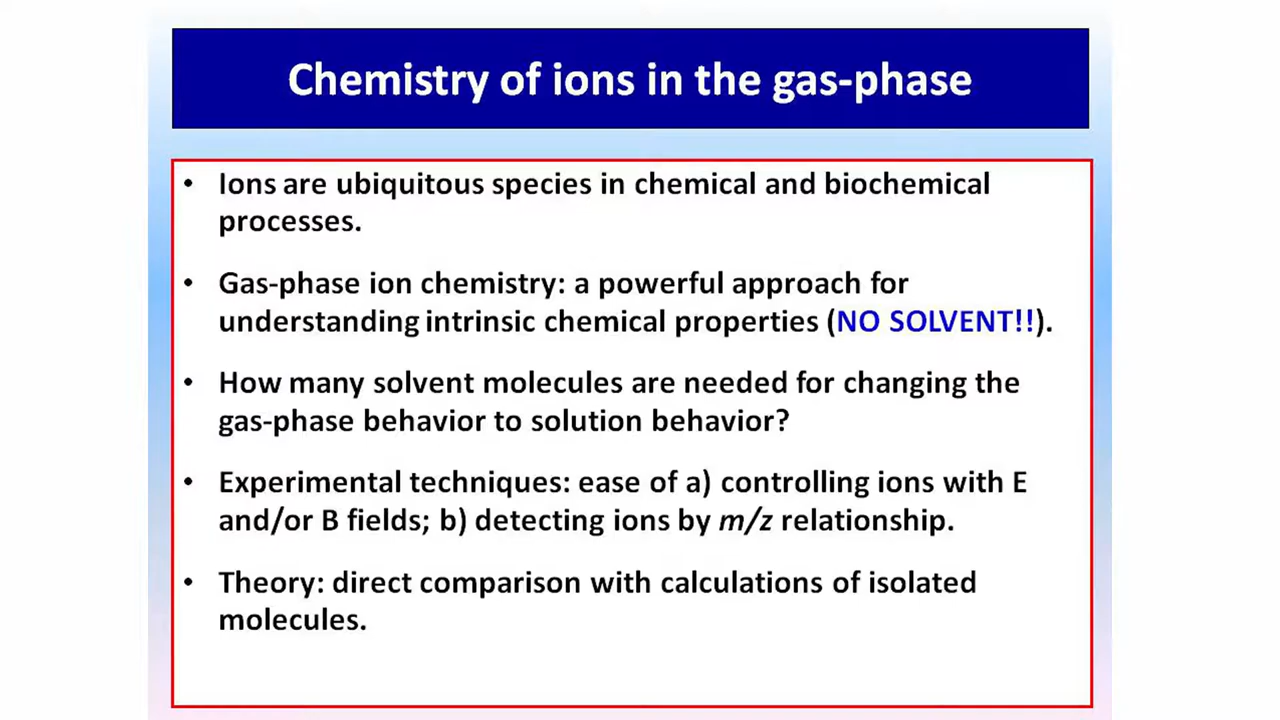 Chemistry of ions in the gas-phase
• Ions are ubiquitous species in chemical and biochemical
processes.
• Gas-phase ion chemistry: a powerful approach for
understanding intrinsic chemical properties (NO SOLVENT!!).
• How many solvent molecules are needed for changing the
gas-phase behavior to solution behavior?
• Experimental techniques: ease of a) controlling ions with E
and/or B fields; b) detecting ions by m/z relationship.
• Theory: direct comparison with calculations of isolated
molecules.